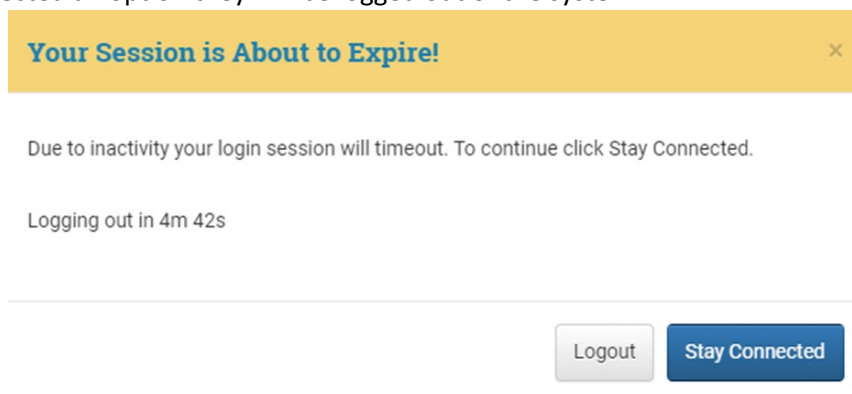 Your Session is About to Expire!
×
Due to inactivity your login session will timeout. To continue click Stay Connected.
Logging out in 4m 42s
Logout
Stay Connected